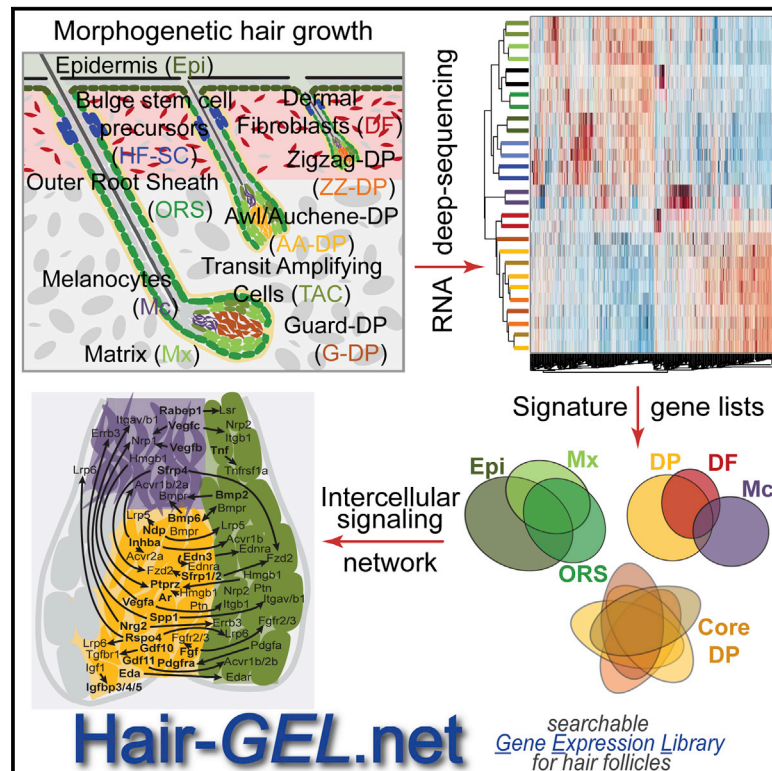 Morphogenetic hair growth
Epidermis (Epi)
Bulge stem cell
precursors
(HF-SC)
Outer Root Sheath
(ORS)
Melanocytes
(Mc)
Matrix (Mx)
Dermal
Fibroblasts (DF)
Zigzag-DP
(ZZ-DP)
Awl/Auchene-DP
(AA-DP)
Transit Amplifying
Cells (TAC)
Guard-DP
(G-DP)
RNA deep-sequencing
Signature gene lists
Epi
Mx
ORS
DP
DF
Mc
Core
DP
Intercellular
signaling
network
Rabep1
Lsr
Itgav/b1
Vegfc
Nrp2
Errb3
Nrp1
Itgb1
Vegfb
Tnf
Hmgb1
Lrp6
Sfrp4
Tnfrsf1a
Acvr1b/2a
Bmpr
Bmp2
Bmp6
Bmpr
Lrp5
Ndp
Bmpr
Lrp5
Inhba
Acvr1b
Acvr2a
Edn3
Ednra
Fzd2
Ednra
Fzd2
Sfrp1/2
Hmgb1
Ptprz
Ar
Hmgb1
Nrp2
Ptn
Vegfa
Ptn
Itgb1
Itgav/b1
Spp1
Nrg2
Errb3
Fgfr2/3
Rspo4
Lrp6
Lrp6
Fgfr2/3
Gdf10
Fgf
Pdgfa
Tgfbr1
Gdf11
Pdgfra
Acvr1b/2b
Igf1
Eda
Edar
Igfbp3/4/5
Hair-GEL.net
searchable
Gene Expression Library
for hair follicles